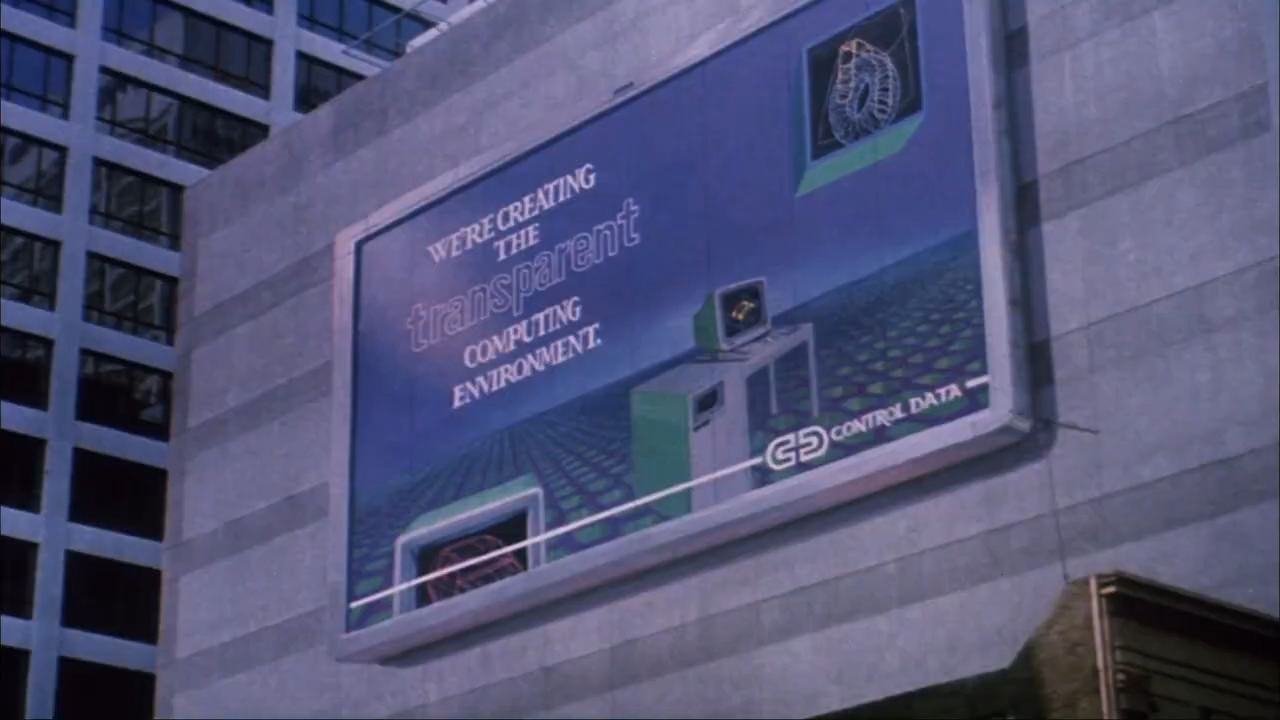 WE'RE CREATING
THE
transparent
COMPUTING
ENVIRONMENT.
CONTROL DATA